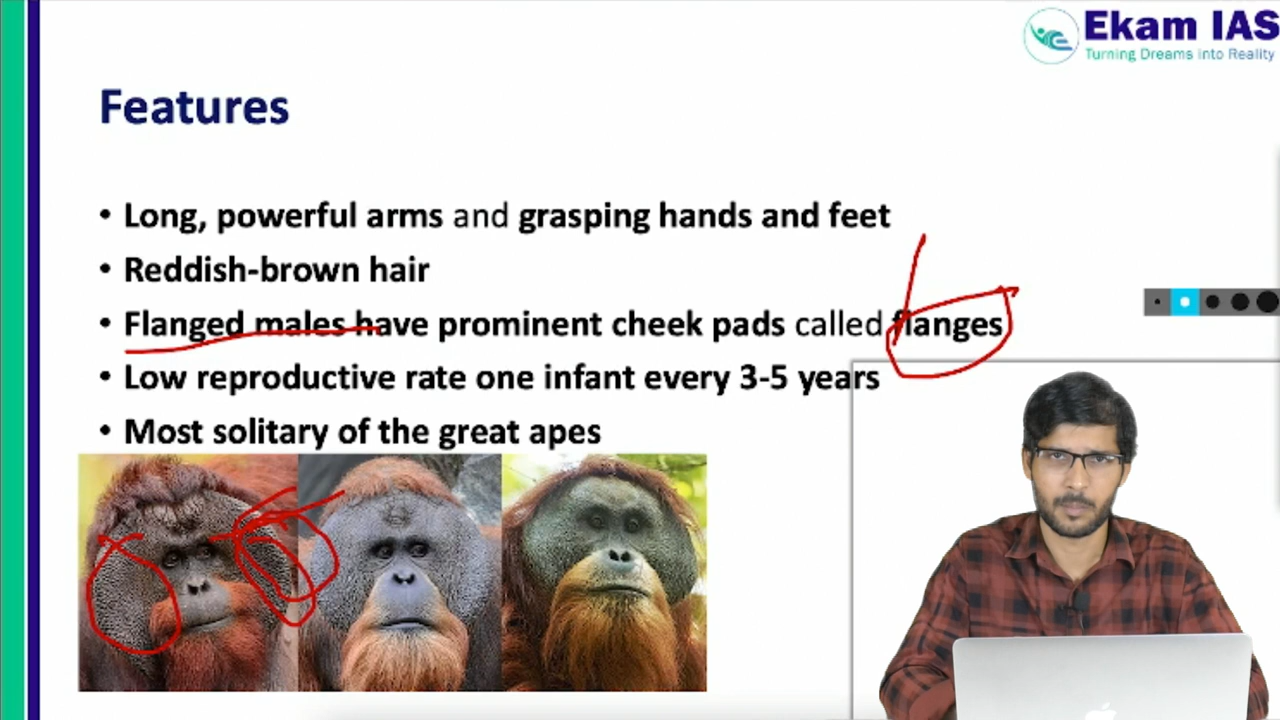 Ekam IAS
Turning Dreams into Reality
Features
• Long, powerful arms and grasping hands and feet
• Reddish-brown hair
• Flanged males have prominent cheek pads called flanges
• Low reproductive rate one infant every 3-5 years
• Most solitary of the great apes